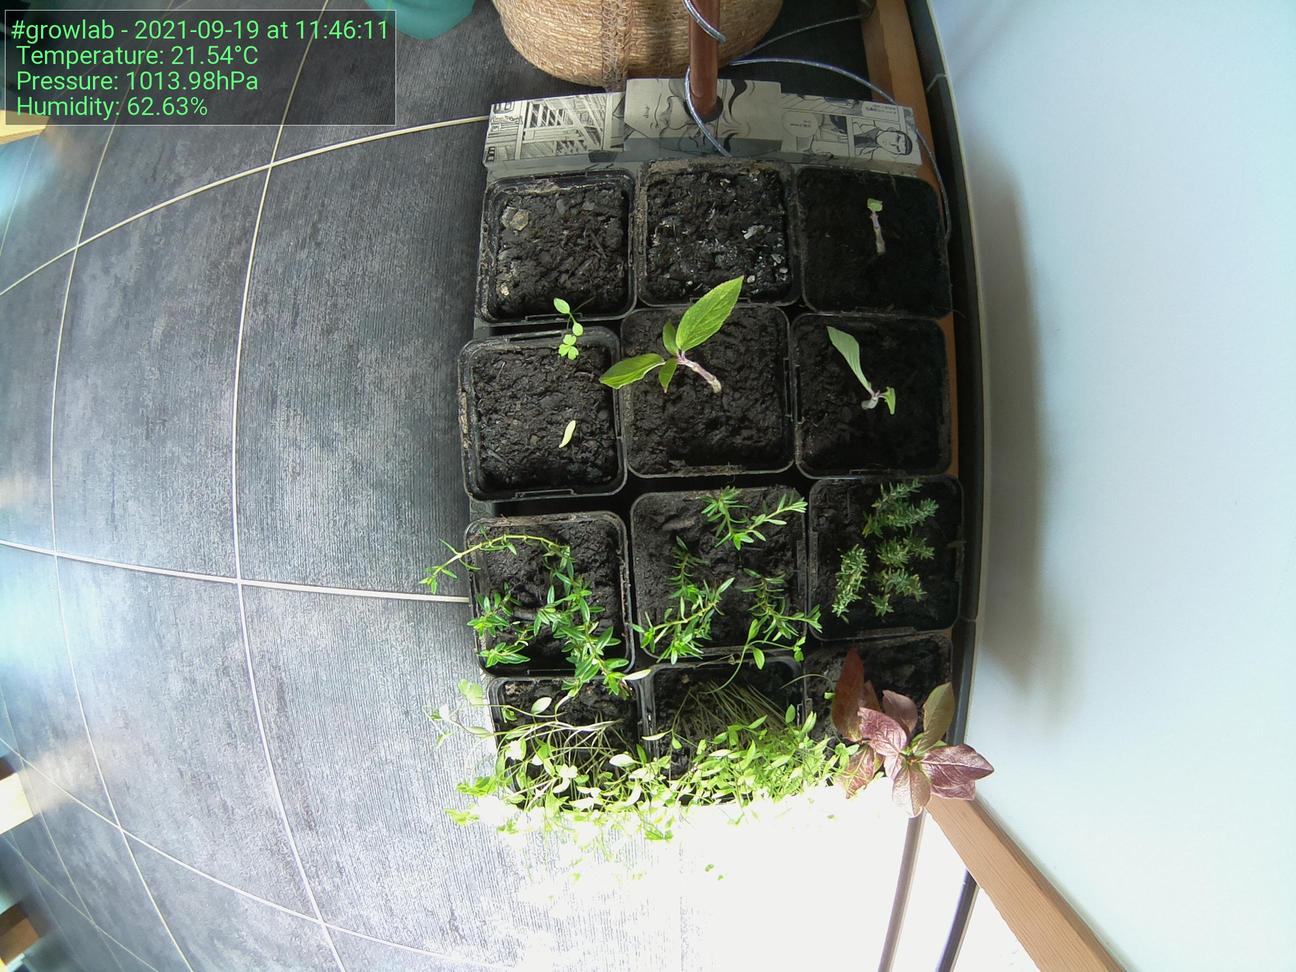 #growlab - 2021-09-19 at 11:46:11
Temperature: 21.54°C
Pressure: 1013.98hPa
Humidity: 62.63%